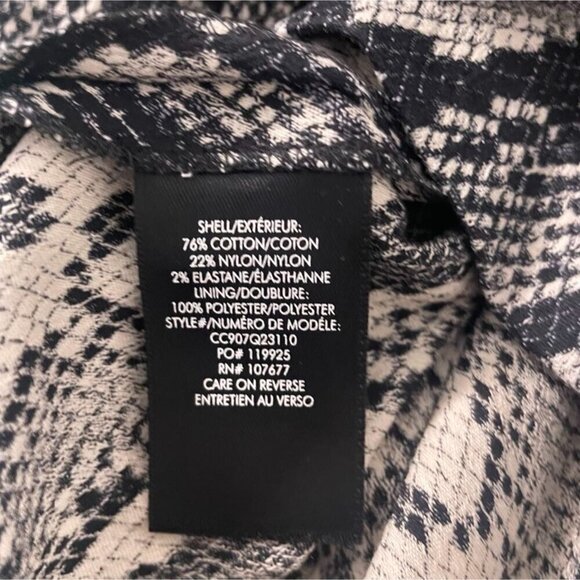 SHELL/EXTÉRIEUR:
76% COTTON/COTON
22% NYLON/NYLON
2% ELASTANE/ÉLASTHANNE
LINING/DOUBLURE:
100% POLYESTER/POLYESTER
STYLE#/NUMÉRO DE MODÉLE:
CC907Q23110
PO# 119925
RN# 107677
CARE ON REVERSE
ENTRETIEN AU VERSO